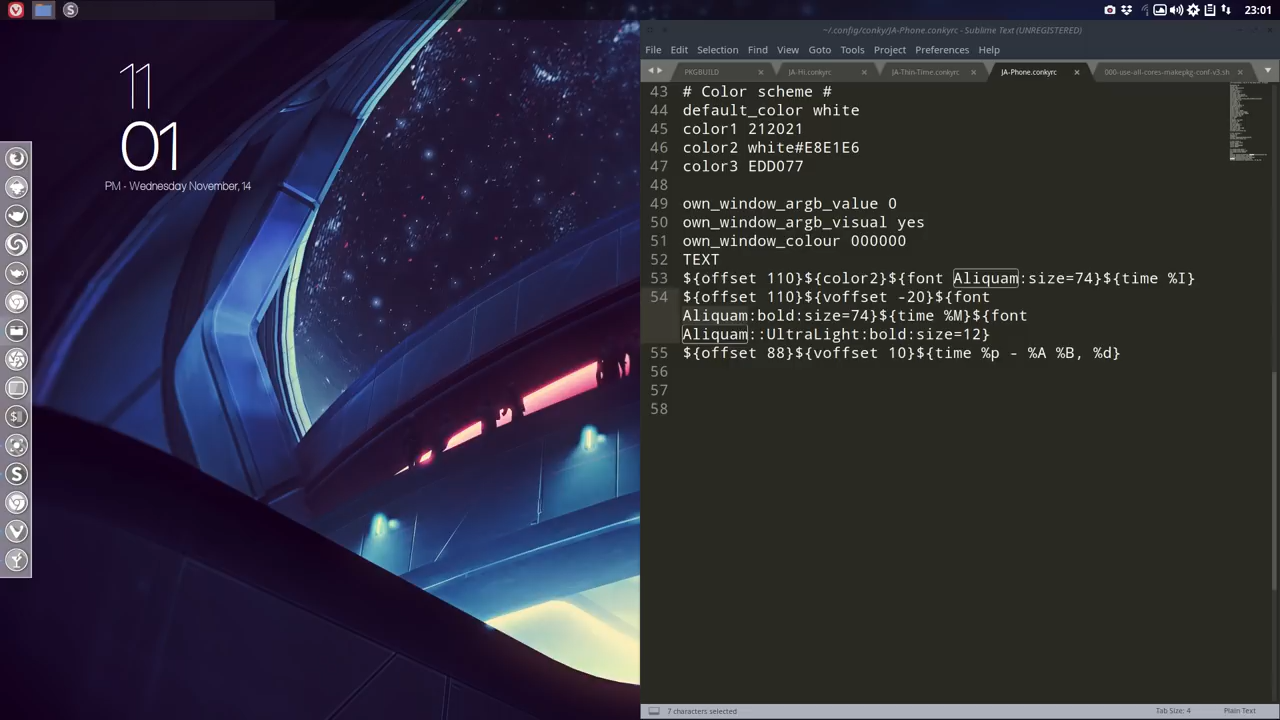 23:01
11
01
PM - Wednesday November, 14
~/.config/conky/JA-Phone.conkyrc - Sublime Text (UNREGISTERED)
File Edit Selection Find View Goto Tools Project Preferences Help
PKGBUILD JA-Hi.conkyrc JA-Thin-Time.conkyrc JA-Phone.conkyrc 000-use-all-cores-makepkg-conf-v3.sh
43 # Color scheme #
44 default_color white
45 color1 212021
46 color2 white#E8E1E6
47 color3 EDD077
48
49 own_window_argb_value 0
50 own_window_argb_visual yes
51 own_window_colour 000000
52 TEXT
53 ${offset 110}${color2}${font Aliquam:size=74}${time %I}
54 ${offset 110}${voffset -20}${font
Aliquam:bold:size=74}${time %M}${font
Aliquam::UltraLight:bold:size=12}
55 ${offset 88}${voffset 10}${time %p - %A %B, %d}
56
57
58
7 characters selected Tab Size: 4 Plain Text